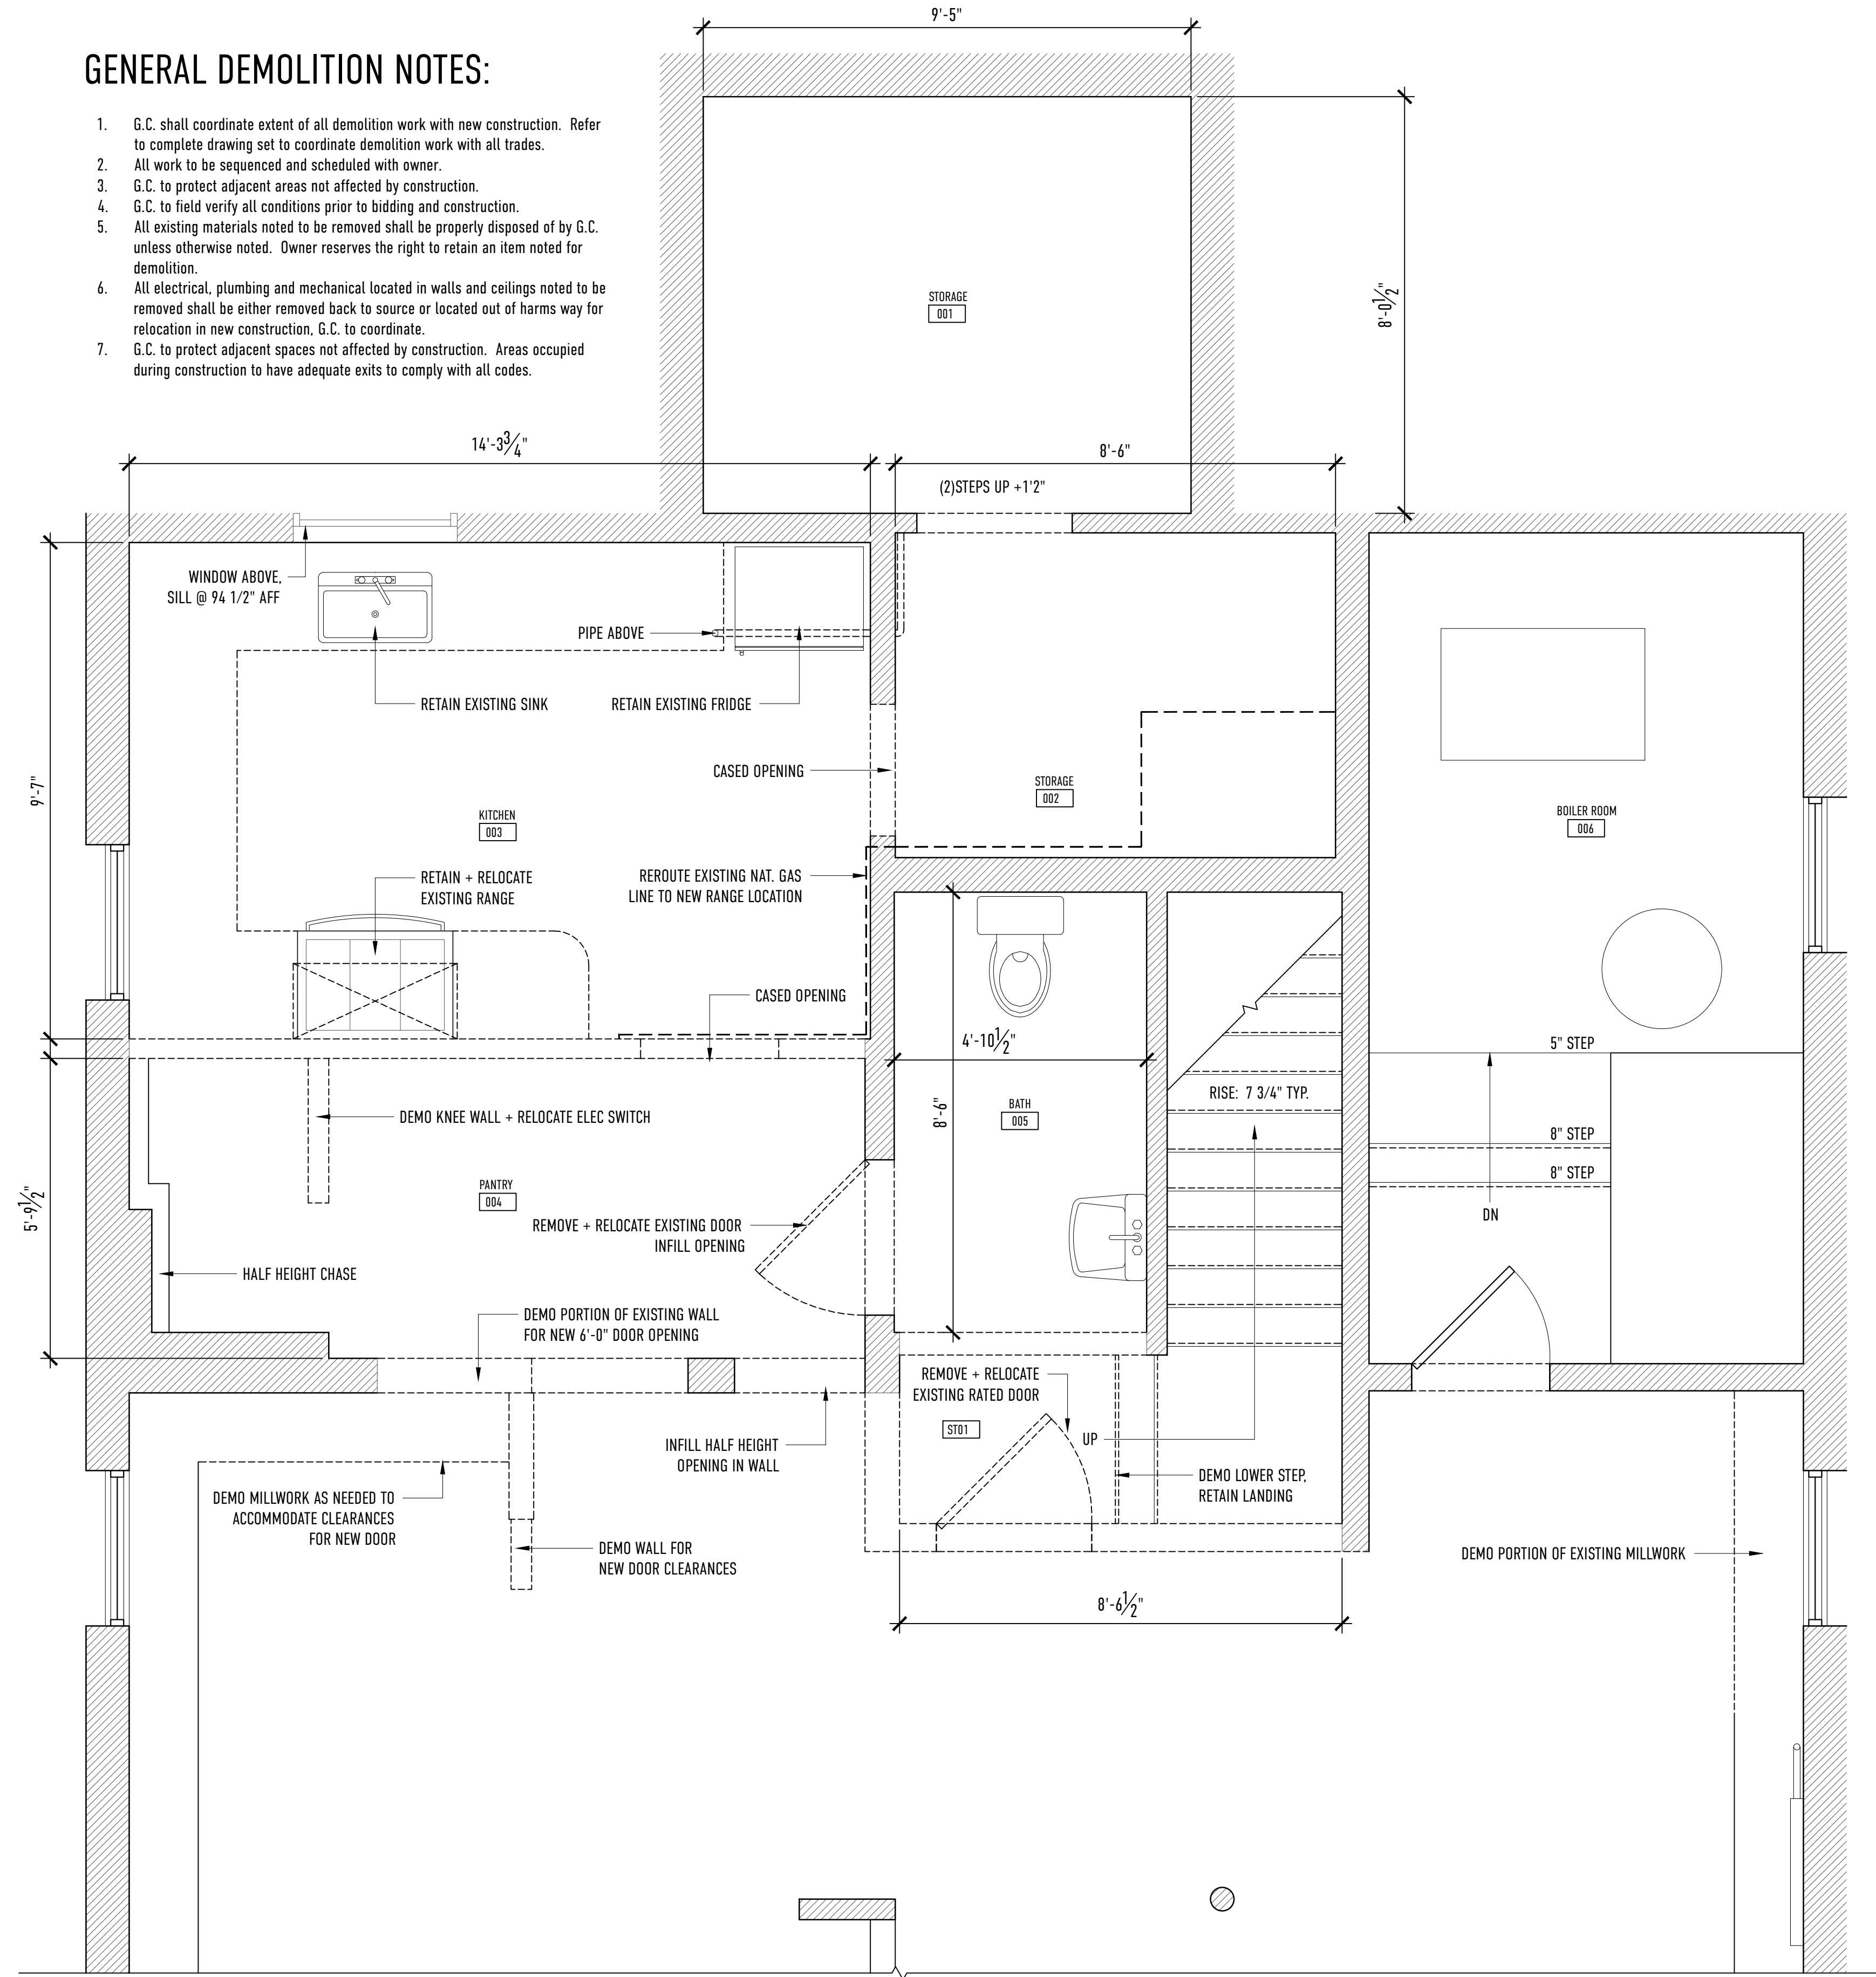 9'-5"
GENERAL DEMOLITION NOTES:
1. G.C. shall coordinate extent of all demolition work with new construction. Refer
to complete drawing set to coordinate demolition work with all trades.
2. All work to be sequenced and scheduled with owner.
3. G.C. to protect adjacent areas not affected by construction.
4. G.C. to field verify all conditions prior to bidding and construction.
5. All existing materials noted to be removed shall be properly disposed of by G.C.
unless otherwise noted. Owner reserves the right to retain an item noted for
demolition.
6. All electrical, plumbing and mechanical located in walls and ceilings noted to be
removed shall be either removed back to source or located out of harms way for
relocation in new construction, G.C. to coordinate.
7. G.C. to protect adjacent spaces not affected by construction. Areas occupied
during construction to have adequate exits to comply with all codes.
STORAGE
001
8'-0 1/2"
14'-3 3/4"
8'-6"
(2)STEPS UP +1'2"
WINDOW ABOVE,
SILL @ 94 1/2" AFF
PIPE ABOVE
RETAIN EXISTING SINK
RETAIN EXISTING FRIDGE
CASED OPENING
STORAGE
002
9'-7"
KITCHEN
003
BOILER ROOM
006
RETAIN + RELOCATE
EXISTING RANGE
REROUTE EXISTING NAT. GAS
LINE TO NEW RANGE LOCATION
CASED OPENING
4'-10 1/2"
5" STEP
RISE: 7 3/4" TYP.
8'-6"
BATH
005
DEMO KNEE WALL + RELOCATE ELEC SWITCH
8" STEP
8" STEP
5'-9 1/2"
PANTRY
004
DN
REMOVE + RELOCATE EXISTING DOOR
INFILL OPENING
HALF HEIGHT CHASE
DEMO PORTION OF EXISTING WALL
FOR NEW 6'-0" DOOR OPENING
REMOVE + RELOCATE
EXISTING RATED DOOR
ST01
UP
INFILL HALF HEIGHT
OPENING IN WALL
DEMO LOWER STEP,
RETAIN LANDING
DEMO MILLWORK AS NEEDED TO
ACCOMMODATE CLEARANCES
FOR NEW DOOR
DEMO WALL FOR
NEW DOOR CLEARANCES
DEMO PORTION OF EXISTING MILLWORK
8'-6 1/2"